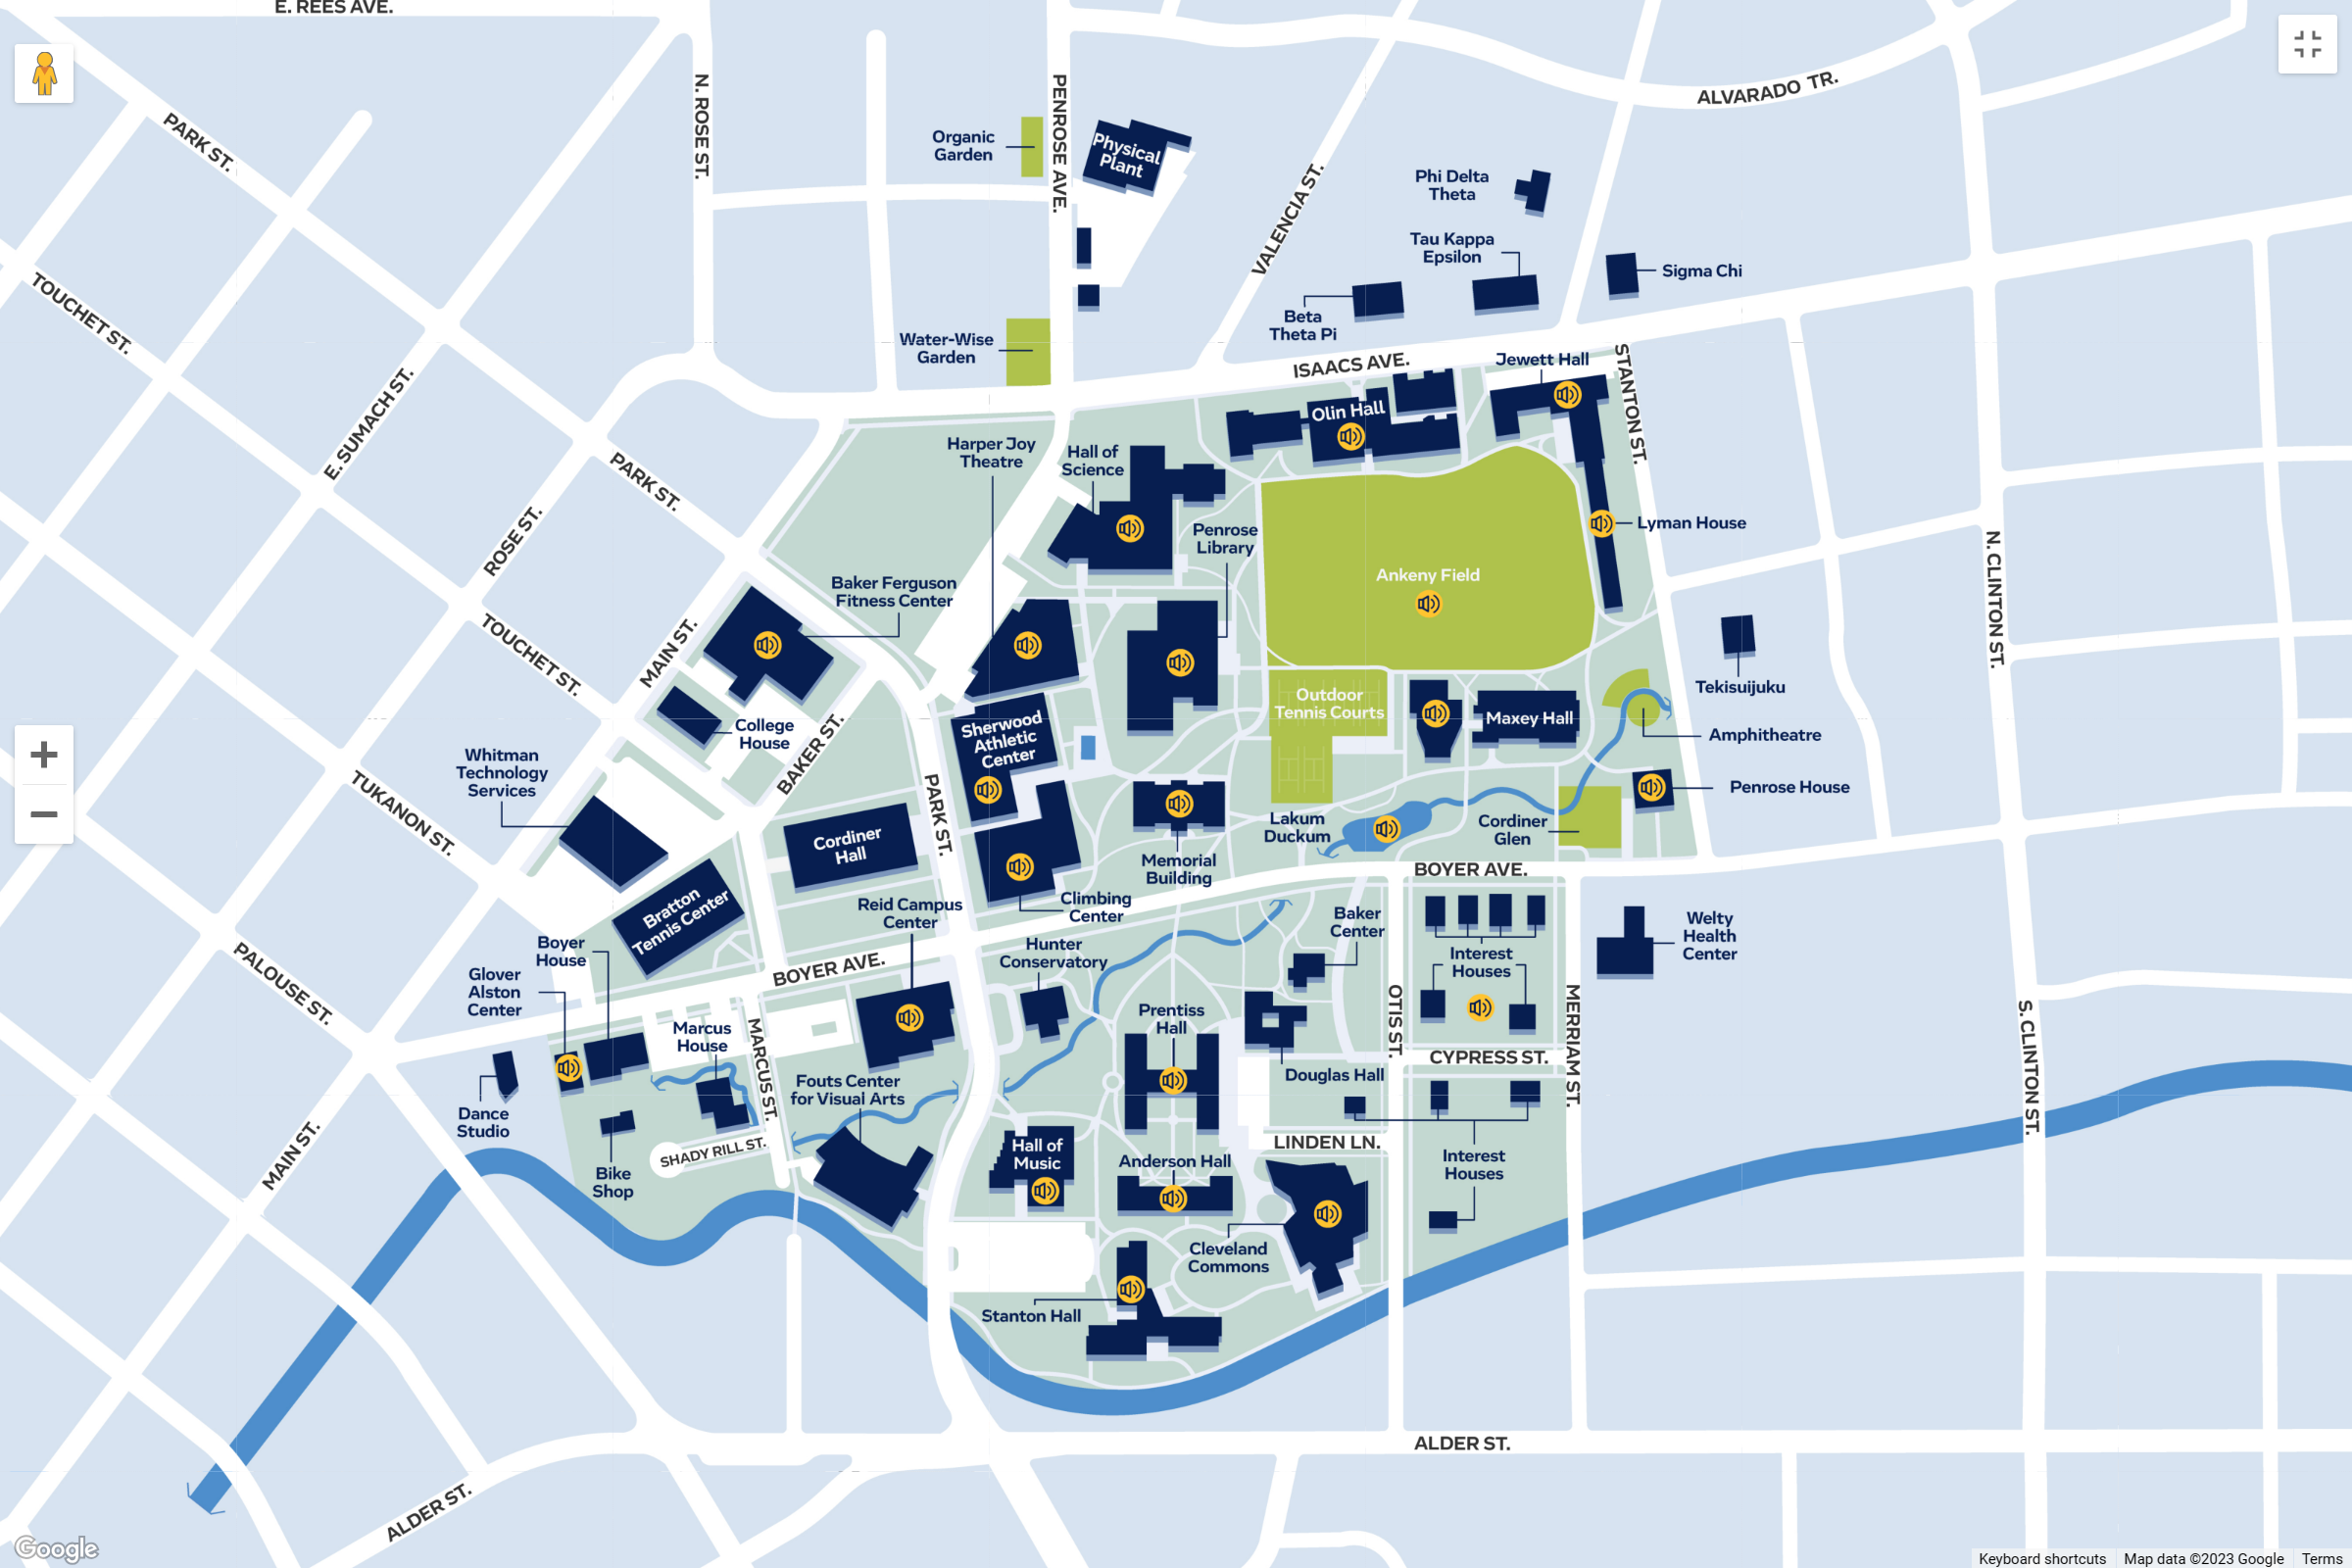 E. REES AVE.
PARK ST.
N. ROSE ST.
PENROSE AVE.
ALVARADO TR.
Organic
Garden
Physical
Plant
VALENCIA ST.
Phi Delta
Theta
Tau Kappa
Epsilon
Sigma Chi
Beta
Theta Pi
TOUCHET ST.
Water-Wise
Garden
ISAACS AVE.
Jewett Hall
STANTON ST.
E. SUMACH ST.
Olin Hall
Harper Joy
Theatre
Hall of
Science
PARK ST.
ROSE ST.
Penrose
Library
Lyman House
N. CLINTON ST.
Ankeny Field
Baker Ferguson
Fitness Center
TOUCHET ST.
MAIN ST.
Tekisuijuku
Outdoor
Tennis Courts
Maxey Hall
Amphitheatre
College
House
Sherwood
Athletic
Center
BAKER ST.
Whitman
Technology
Services
TUKANON ST.
PARK ST.
Penrose House
Cordiner
Hall
Lakum
Duckum
Cordiner
Glen
Memorial
Building
BOYER AVE.
Bratton
Tennis Center
Reid Campus
Center
Climbing
Center
Baker
Center
Welty
Health
Center
Boyer
House
Hunter
Conservatory
Interest
Houses
PALOUSE ST.
Glover
Alston
Center
BOYER AVE.
Marcus
House
MARCUS ST.
Prentiss
Hall
OTIS ST.
MERRIAM ST.
S. CLINTON ST.
CYPRESS ST.
Douglas Hall
Fouts Center
for Visual Arts
Dance
Studio
MAIN ST.
SHADY RILL ST.
Hall of
Music
LINDEN LN.
Anderson Hall
Interest
Houses
Bike
Shop
Cleveland
Commons
Stanton Hall
ALDER ST.
ALDER ST.
Google
Keyboard shortcuts
Map data ©2023 Google
Terms